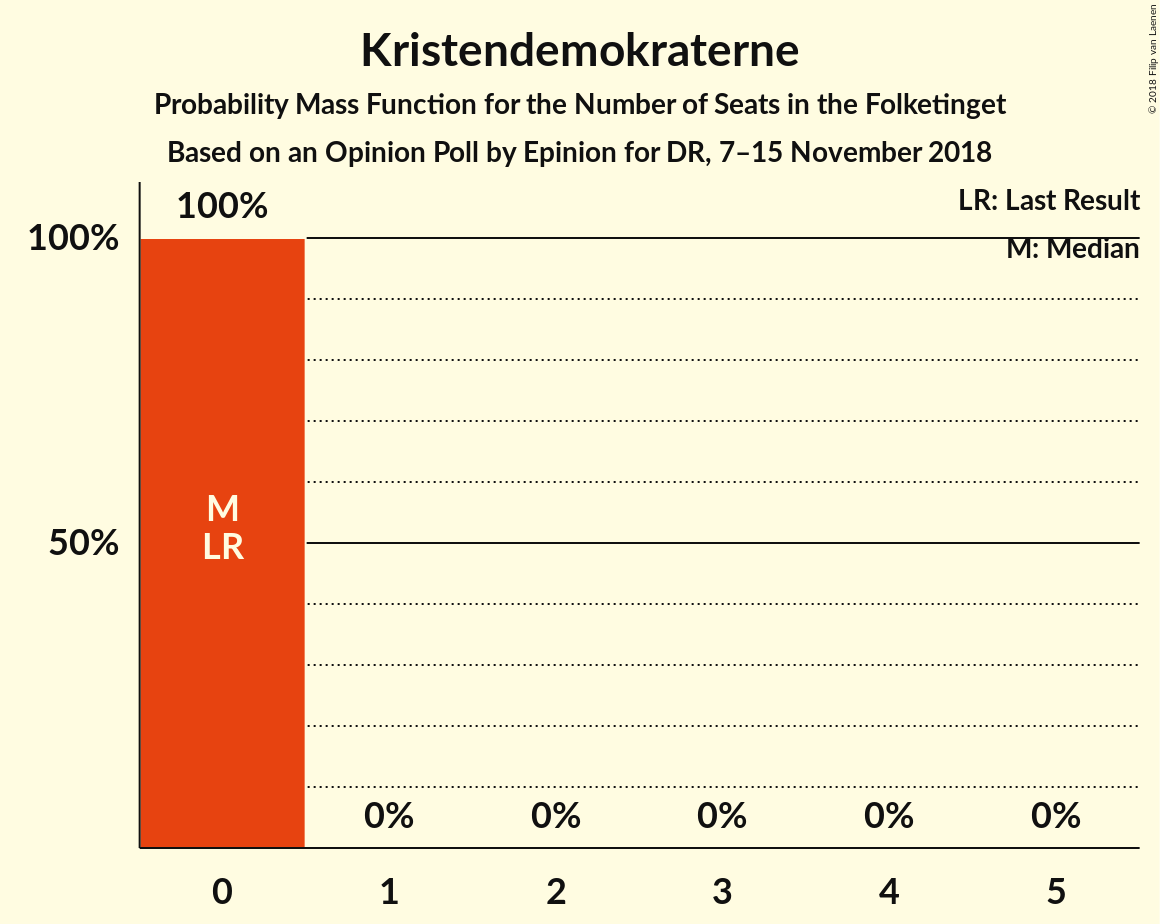 Kristendemokraterne
Probability Mass Function for the Number of Seats in the Folketinget
Based on an Opinion Poll by Epinion for DR, 7–15 November 2018
© 2018 Filip van Laenen
LR: Last Result
M: Median
100%
100%
50%
M
LR
0%
0%
0%
0%
0%
0
1
2
3
4
5